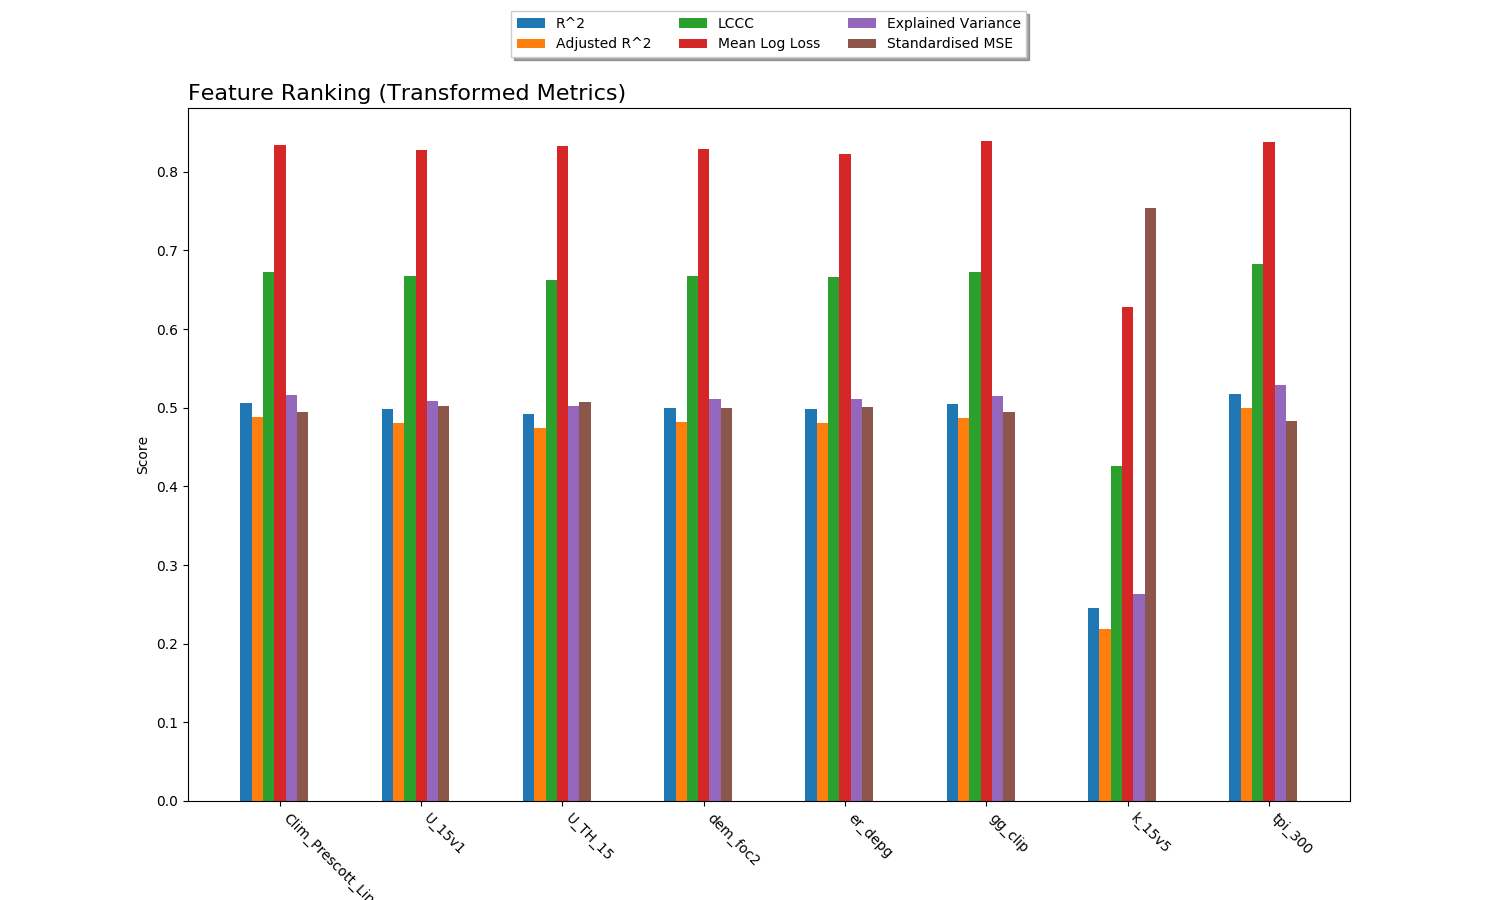 R^2 LCCC Explained Variance
Adjusted R^2 Mean Log Loss Standardised MSE
Feature Ranking (Transformed Metrics)
0.8
0.7
0.6
0.5
0.4
0.3
0.2
0.1
0.0
Score
Clim_Prescott_Lin
U_15v1
U_TH_15
dem_foc2
er_depg
gg_clip
k_15v5
tpi_300